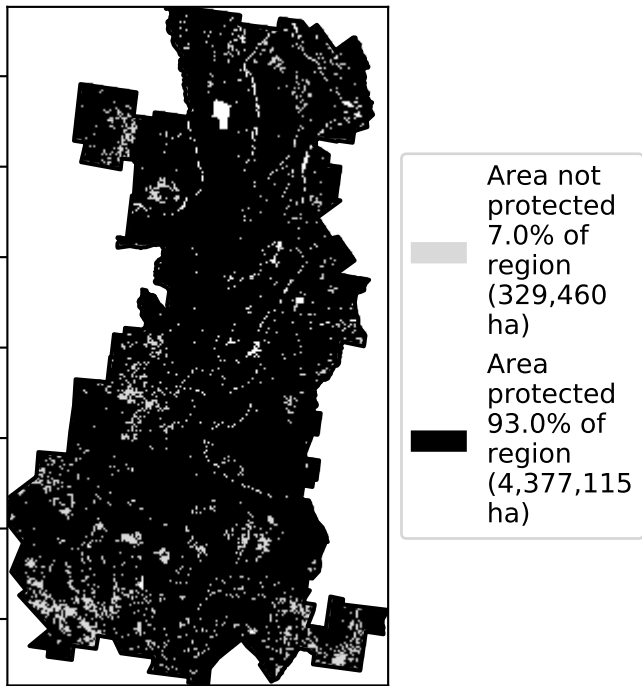 Area not
protected
7.0% of
region
(329,460
ha)
Area
protected
93.0% of
region
(4,377,115
ha)